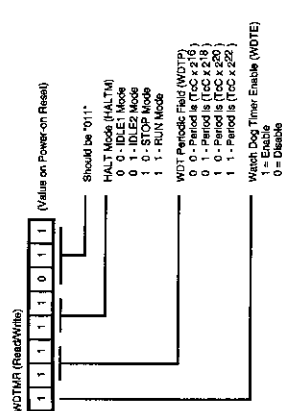 WDTMR (Read/Write)
1 1 1 1 1 0 1 1 (Value on Power-on Reset)
Should be "011"
HALT Mode (HALTM)
0 0 - IDLE1 Mode
0 1 - IDLE2 Mode
1 0 - STOP Mode
1 1 - RUN Mode
WDT Periodic Field (WDTP)
0 0 - Period is (TcC x 2^16)
0 1 - Period is (TcC x 2^18)
1 0 - Period is (TcC x 2^20)
1 1 - Period is (TcC x 2^22)
Watch Dog Timer Enable (WDTE)
1 = Enable
0 = Disable